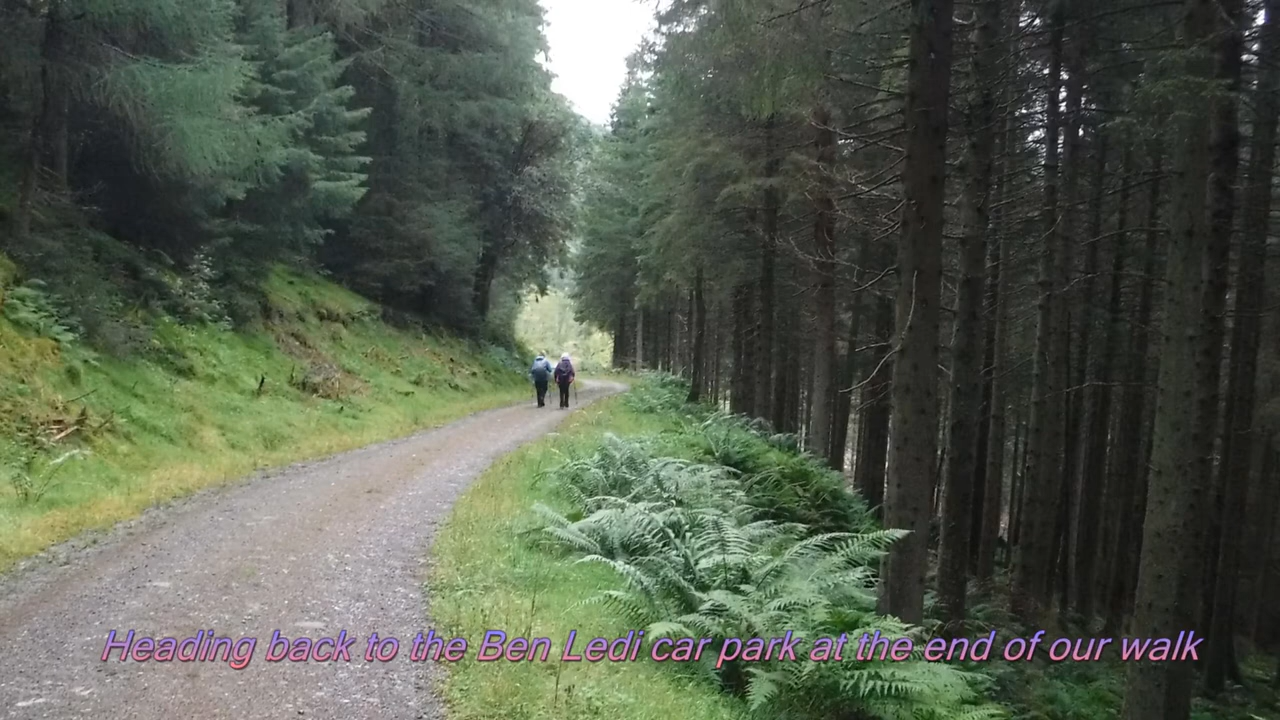 Heading back to the Ben Ledi car park at the end of our walk